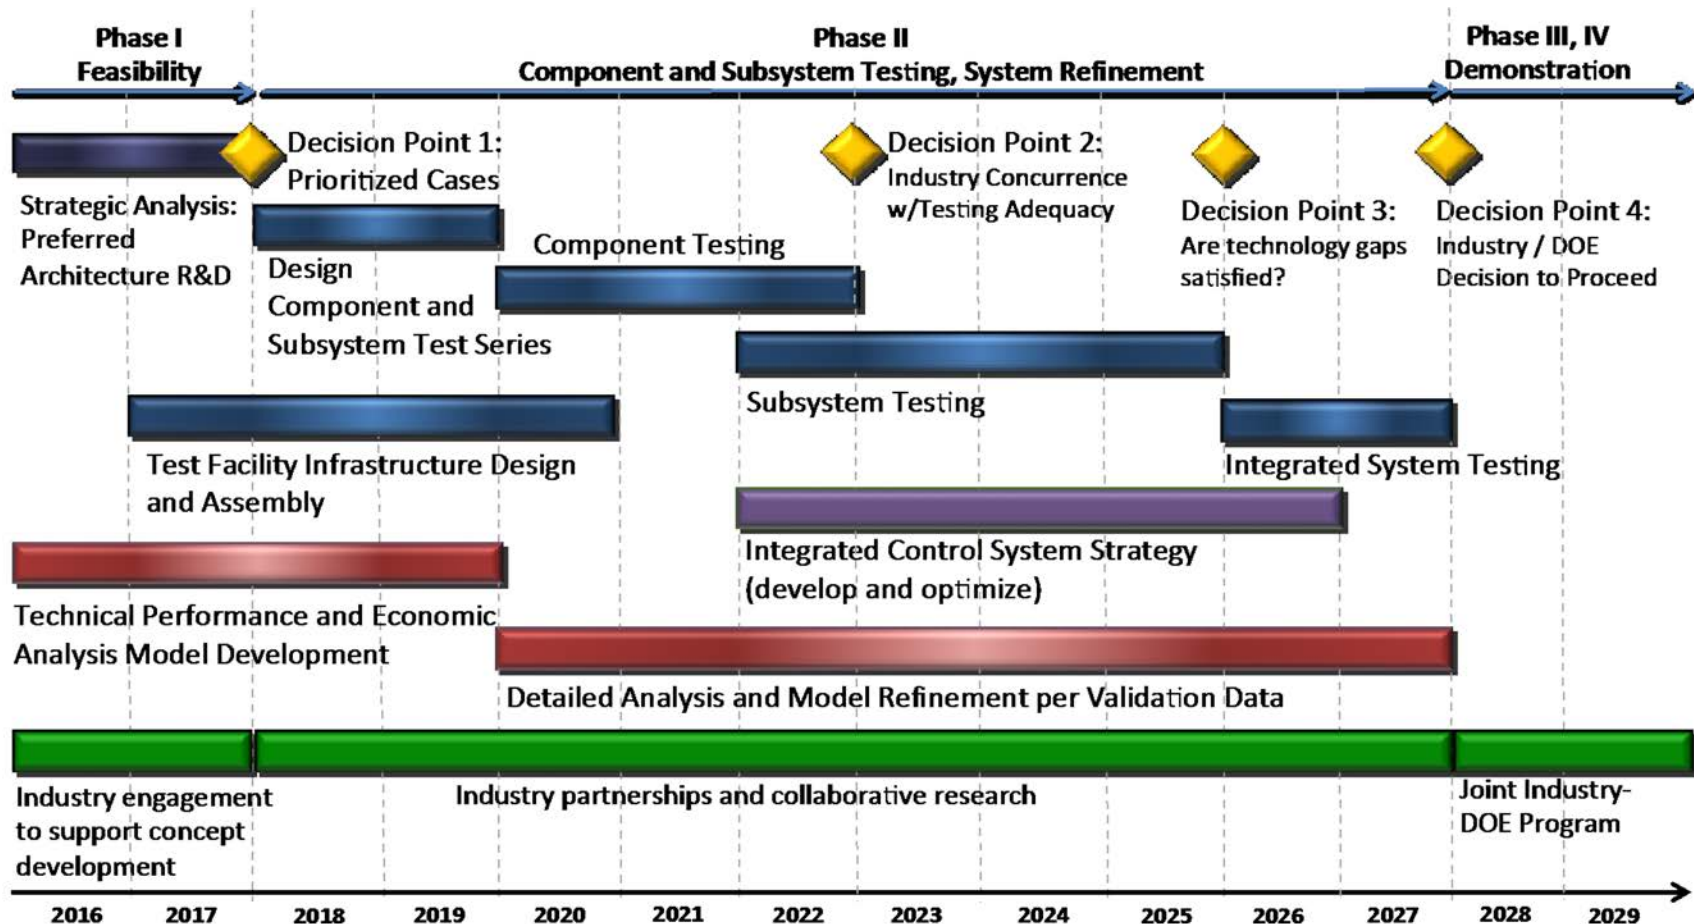 Phase I
Feasibility
Phase II
Component and Subsystem Testing, System Refinement
Phase III, IV
Demonstration
Decision Point 1:
Prioritized Cases
Decision Point 2:
Industry Concurrence
w/Testing Adequacy
Decision Point 3:
Are technology gaps
satisfied?
Decision Point 4:
Industry / DOE
Decision to Proceed
Strategic Analysis:
Preferred
Architecture R&D
Design
Component and
Subsystem Test Series
Component Testing
Subsystem Testing
Test Facility Infrastructure Design
and Assembly
Integrated System Testing
Integrated Control System Strategy
(develop and optimize)
Technical Performance and Economic
Analysis Model Development
Detailed Analysis and Model Refinement per Validation Data
Industry engagement
to support concept
development
Industry partnerships and collaborative research
Joint Industry-
DOE Program
2016 2017 2018 2019 2020 2021 2022 2023 2024 2025 2026 2027 2028 2029